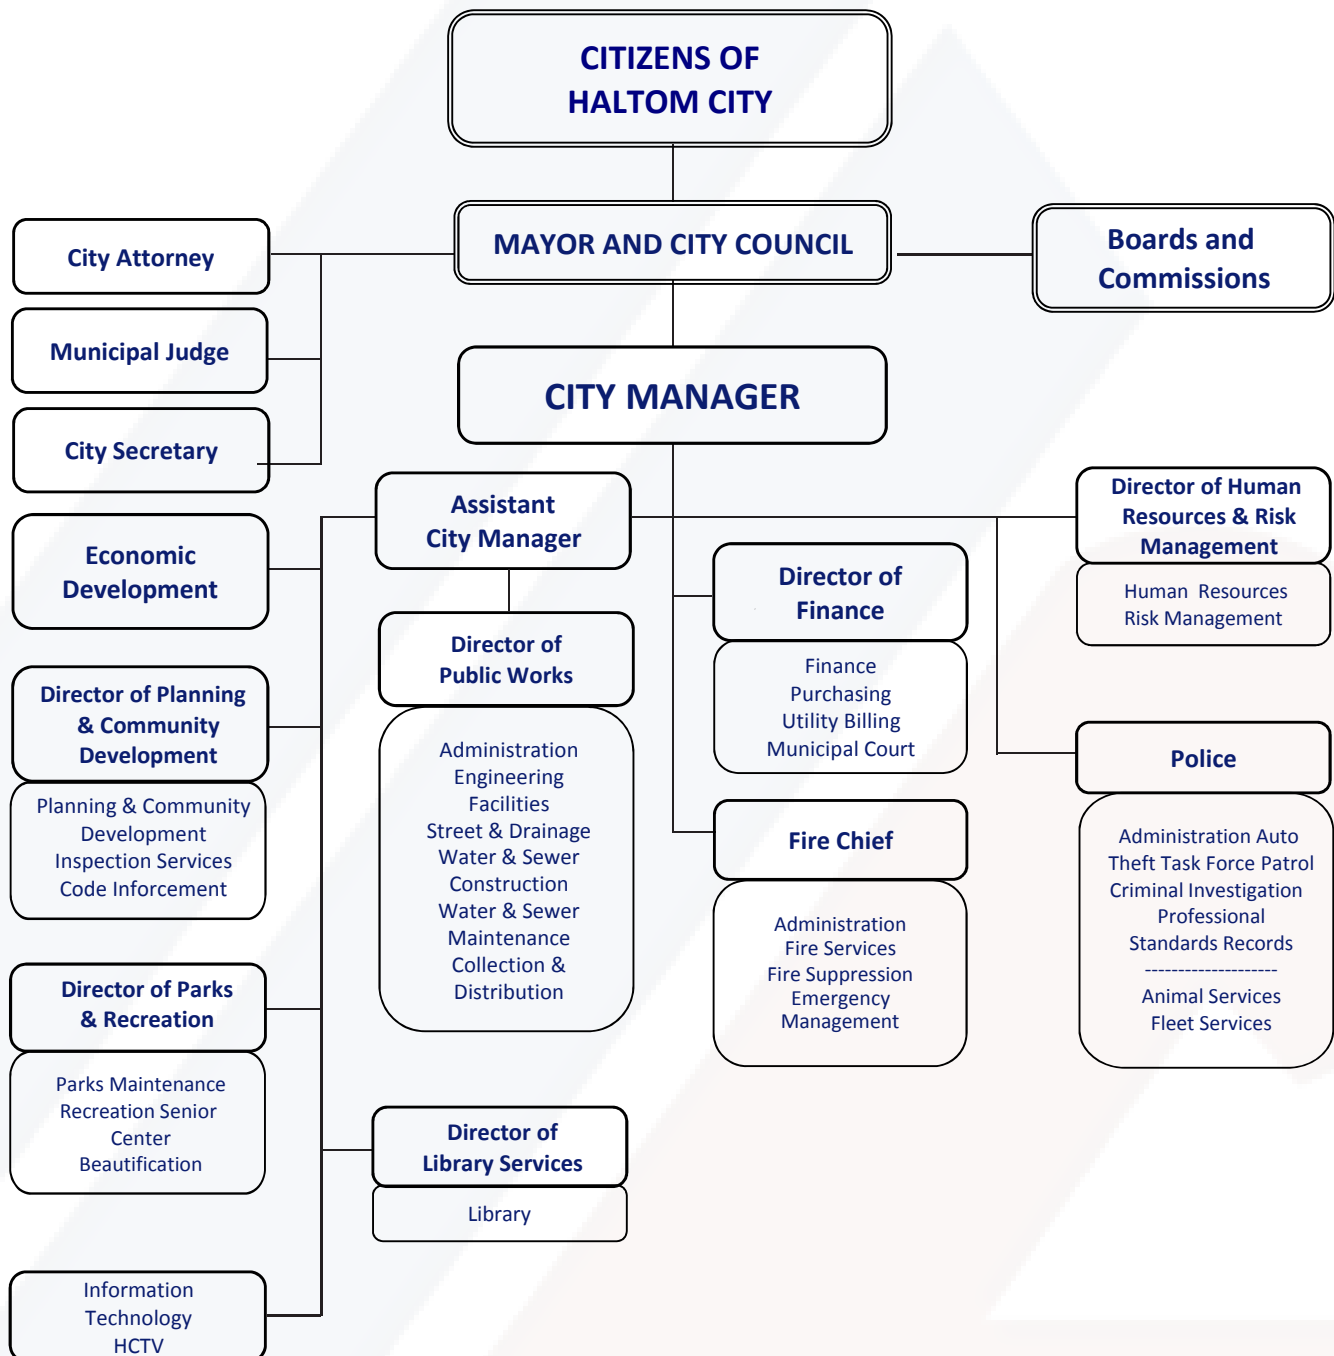 CITIZENS OF
HALTOM CITY
MAYOR AND CITY COUNCIL
Boards and
Commissions
City Attorney
Municipal Judge
City Secretary
CITY MANAGER
Assistant
City Manager
Economic
Development
Director of Planning
& Community
Development
Planning & Community
Development
Inspection Services
Code Inforcement
Director of Parks
& Recreation
Parks Maintenance
Recreation Senior
Center
Beautification
Information
Technology
HCTV
Director of
Public Works
Administration
Engineering
Facilities
Street & Drainage
Water & Sewer
Construction
Water & Sewer
Maintenance
Collection &
Distribution
Director of
Library Services
Library
Director of
Finance
Finance
Purchasing
Utility Billing
Municipal Court
Fire Chief
Administration
Fire Services
Fire Suppression
Emergency
Management
Director of Human
Resources & Risk
Management
Human Resources
Risk Management
Police
Administration Auto
Theft Task Force Patrol
Criminal Investigation
Professional
Standards Records
--------------------
Animal Services
Fleet Services